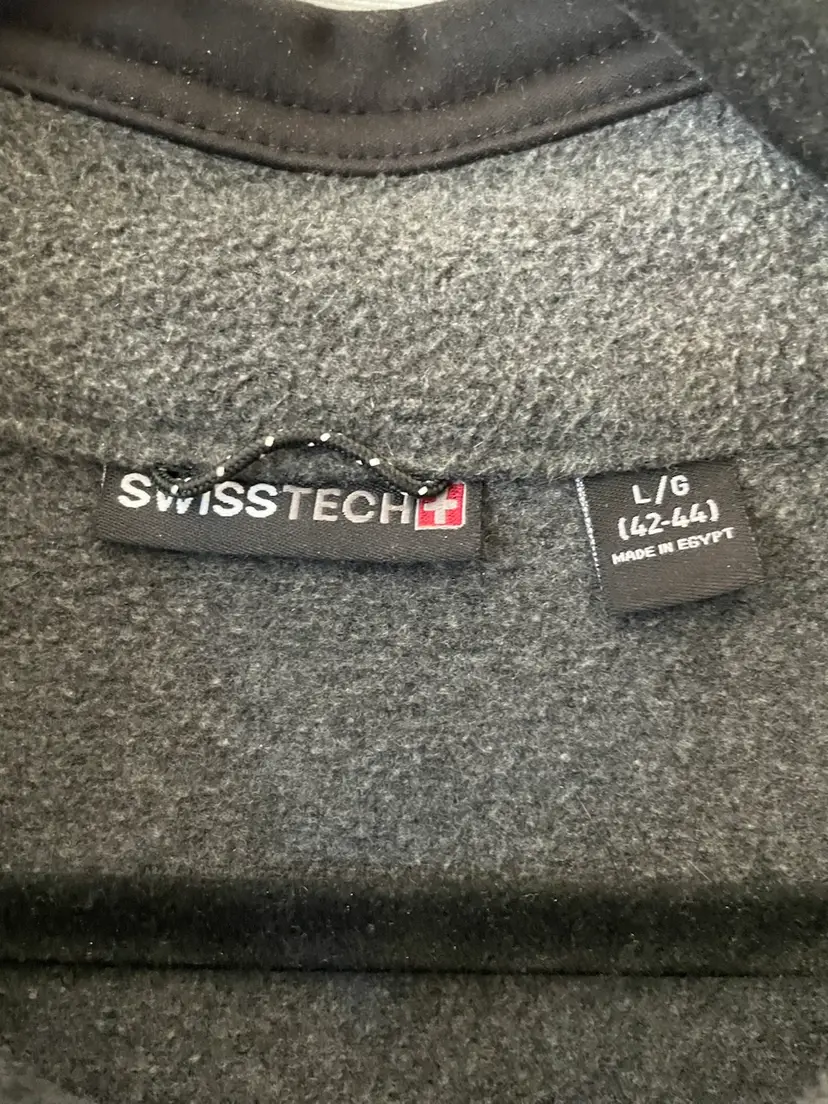 SWISSTECH
L/G
(42-44)
MADE IN EGYPT